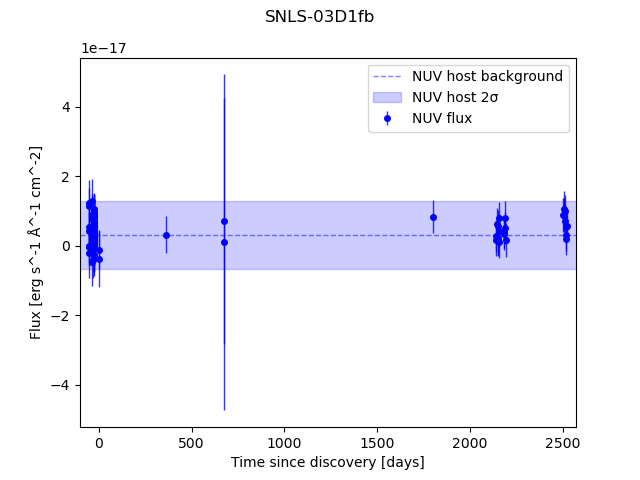 SNLS-03D1fb
1e−17
NUV host background
NUV host 2σ
NUV flux
4
2
0
−2
−4
Flux [erg s^-1 Å^-1 cm^-2]
0 500 1000 1500 2000 2500
Time since discovery [days]